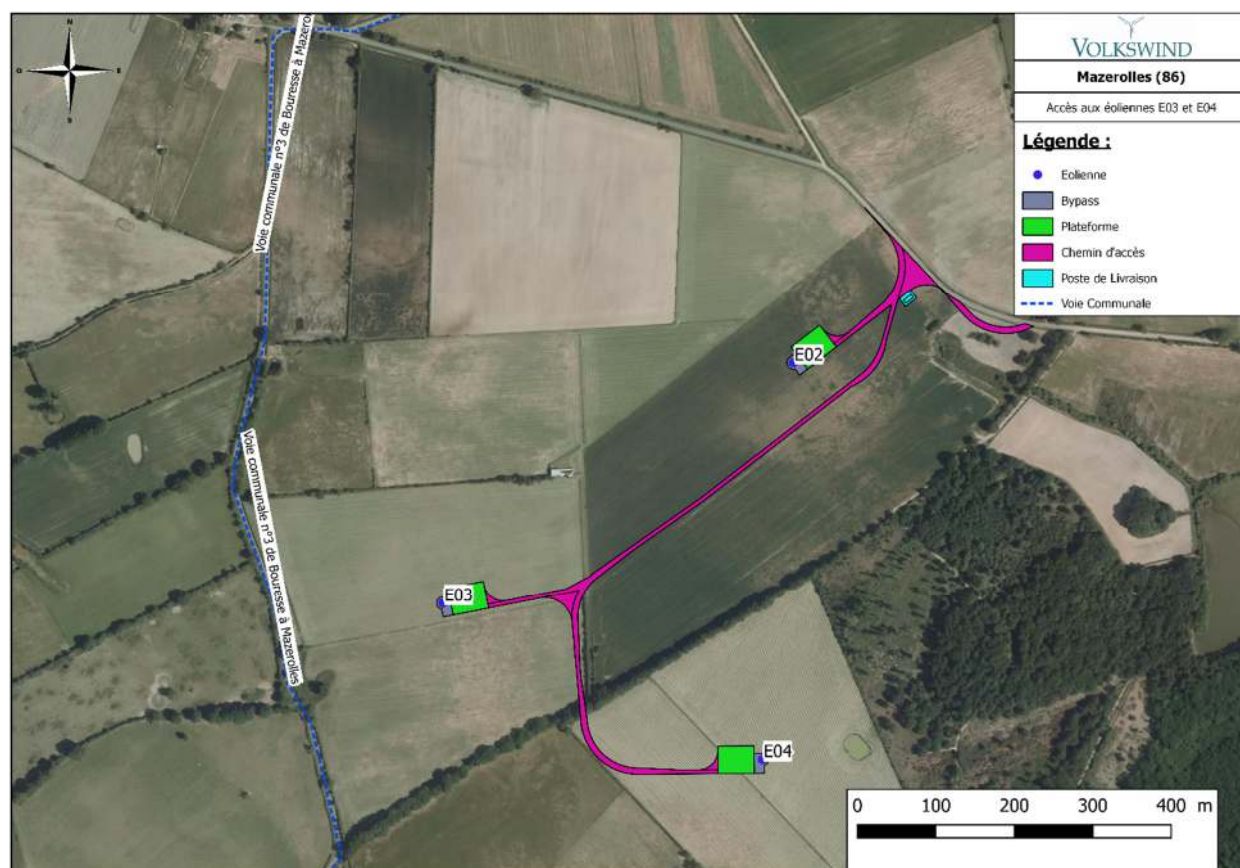 N
O
E
S
VOLKSWIND
Mazerolles (86)
Accès aux éoliennes E03 et E04
Légende :
Eolienne
Bypass
Plateforme
Chemin d'accès
Poste de Livraison
Voie Communale
Voie communale n°3 de Bouresse à Mazerol
Voie communale n°3 de Bouresse à Mazerolles
E02
E03
E04
0 100 200 300 400 m